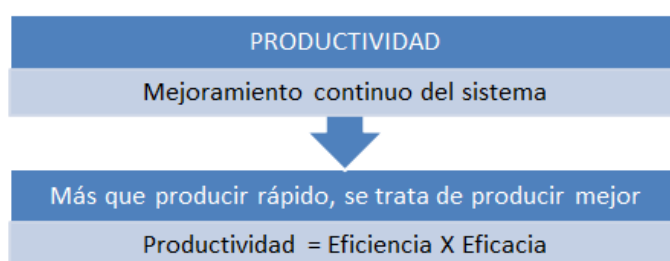 PRODUCTIVIDAD
Mejoramiento continuo del sistema
Más que producir rápido, se trata de producir mejor
Productividad = Eficiencia X Eficacia